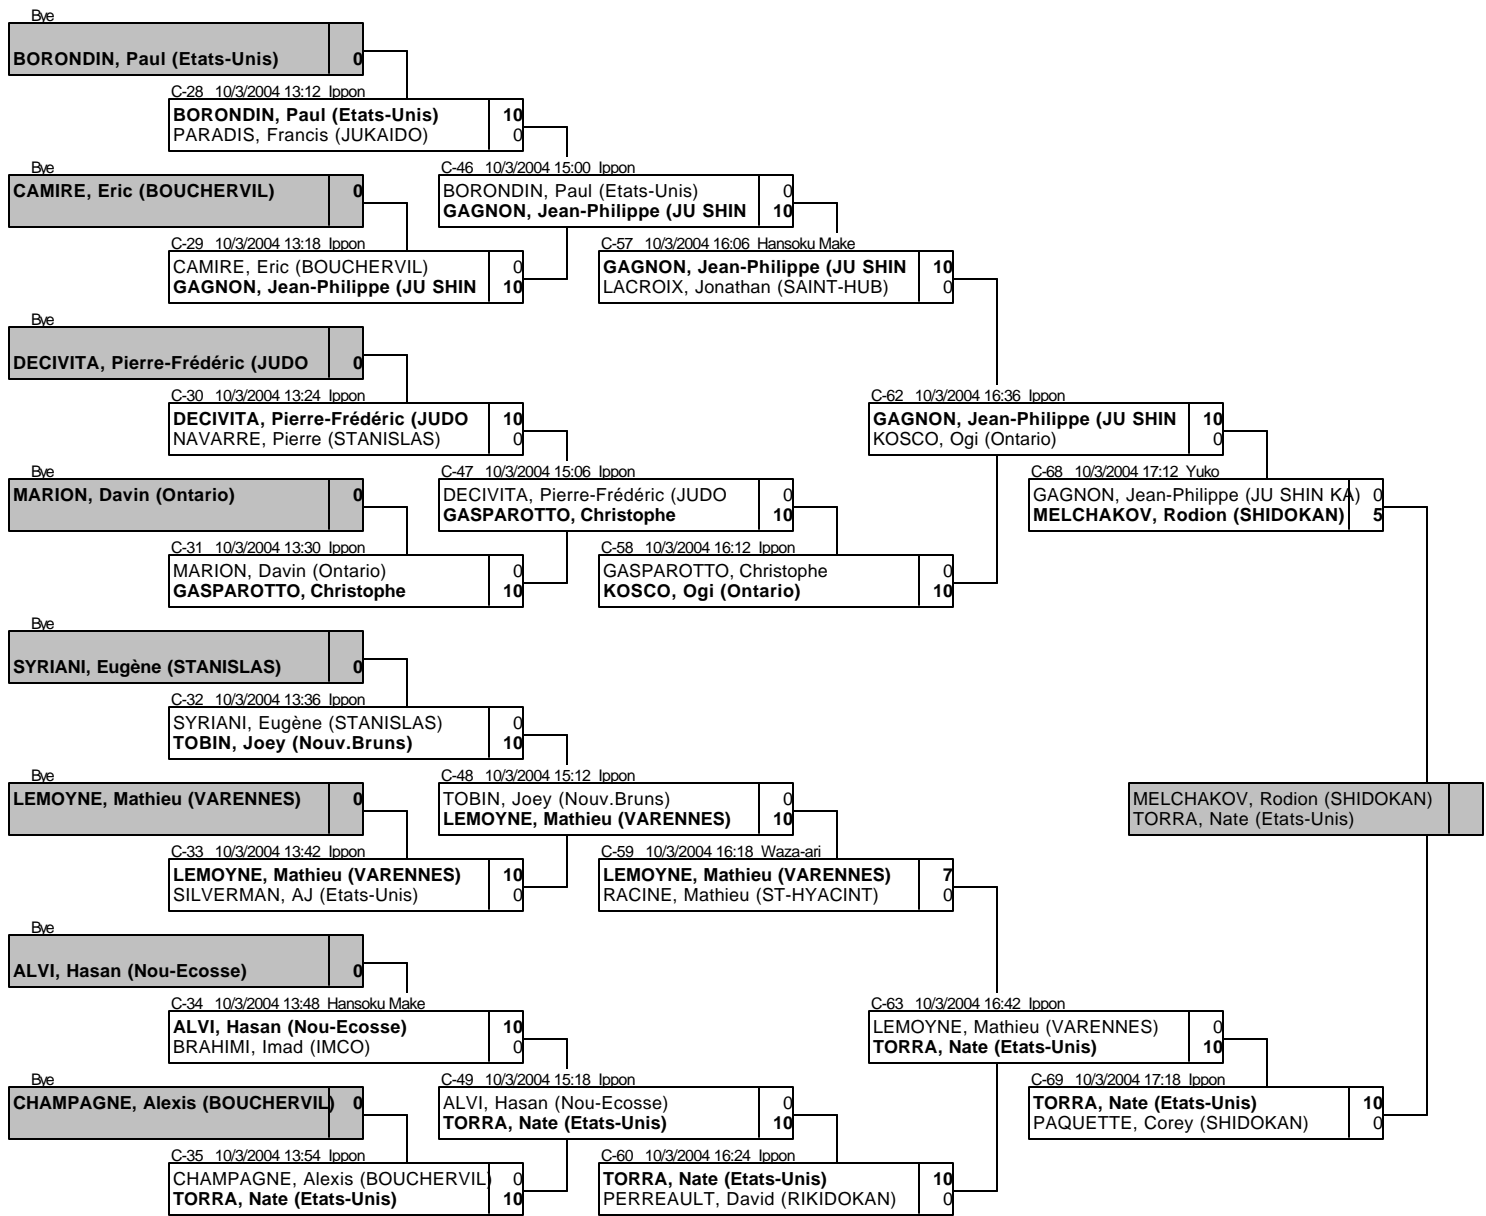 Bye
BORONDIN, Paul (Etats-Unis) 0
C-28 10/3/2004 13:12 Ippon
BORONDIN, Paul (Etats-Unis) 10
PARADIS, Francis (JUKAIDO) 0
Bye
CAMIRE, Eric (BOUCHERVIL) 0
C-29 10/3/2004 13:18 Ippon
CAMIRE, Eric (BOUCHERVIL) 0
GAGNON, Jean-Philippe (JU SHIN 10
Bye
DECIVITA, Pierre-Frédéric (JUDO 0
C-30 10/3/2004 13:24 Ippon
DECIVITA, Pierre-Frédéric (JUDO 10
NAVARRE, Pierre (STANISLAS) 0
Bye
MARION, Davin (Ontario) 0
C-31 10/3/2004 13:30 Ippon
MARION, Davin (Ontario) 0
GASPAROTTO, Christophe 10
Bye
SYRIANI, Eugène (STANISLAS) 0
C-32 10/3/2004 13:36 Ippon
SYRIANI, Eugène (STANISLAS) 0
TOBIN, Joey (Nouv.Bruns) 10
Bye
LEMOYNE, Mathieu (VARENNES) 0
C-33 10/3/2004 13:42 Ippon
LEMOYNE, Mathieu (VARENNES) 10
SILVERMAN, AJ (Etats-Unis) 0
Bye
ALVI, Hasan (Nou-Ecosse) 0
C-34 10/3/2004 13:48 Hansoku Make
ALVI, Hasan (Nou-Ecosse) 10
BRAHIMI, Imad (IMCO) 0
Bye
CHAMPAGNE, Alexis (BOUCHERVIL) 0
C-35 10/3/2004 13:54 Ippon
CHAMPAGNE, Alexis (BOUCHERVIL) 0
TORRA, Nate (Etats-Unis) 10
C-46 10/3/2004 15:00 Ippon
BORONDIN, Paul (Etats-Unis) 0
GAGNON, Jean-Philippe (JU SHIN 10
C-47 10/3/2004 15:06 Ippon
DECIVITA, Pierre-Frédéric (JUDO 0
GASPAROTTO, Christophe 10
C-48 10/3/2004 15:12 Ippon
TOBIN, Joey (Nouv.Bruns) 0
LEMOYNE, Mathieu (VARENNES) 10
C-49 10/3/2004 15:18 Ippon
ALVI, Hasan (Nou-Ecosse) 0
TORRA, Nate (Etats-Unis) 10
C-57 10/3/2004 16:06 Hansoku Make
GAGNON, Jean-Philippe (JU SHIN 10
LACROIX, Jonathan (SAINT-HUB) 0
C-58 10/3/2004 16:12 Ippon
GASPAROTTO, Christophe 0
KOSCO, Ogi (Ontario) 10
C-59 10/3/2004 16:18 Waza-ari
LEMOYNE, Mathieu (VARENNES) 7
RACINE, Mathieu (ST-HYACINT) 0
C-60 10/3/2004 16:24 Ippon
TORRA, Nate (Etats-Unis) 10
PERREAULT, David (RIKIDOKAN) 0
C-62 10/3/2004 16:36 Ippon
GAGNON, Jean-Philippe (JU SHIN 10
KOSCO, Ogi (Ontario) 0
C-63 10/3/2004 16:42 Ippon
LEMOYNE, Mathieu (VARENNES) 0
TORRA, Nate (Etats-Unis) 10
C-68 10/3/2004 17:12 Yuko
GAGNON, Jean-Philippe (JU SHIN KA) 0
MELCHAKOV, Rodion (SHIDOKAN) 5
C-69 10/3/2004 17:18 Ippon
TORRA, Nate (Etats-Unis) 10
PAQUETTE, Corey (SHIDOKAN) 0
MELCHAKOV, Rodion (SHIDOKAN)
TORRA, Nate (Etats-Unis)